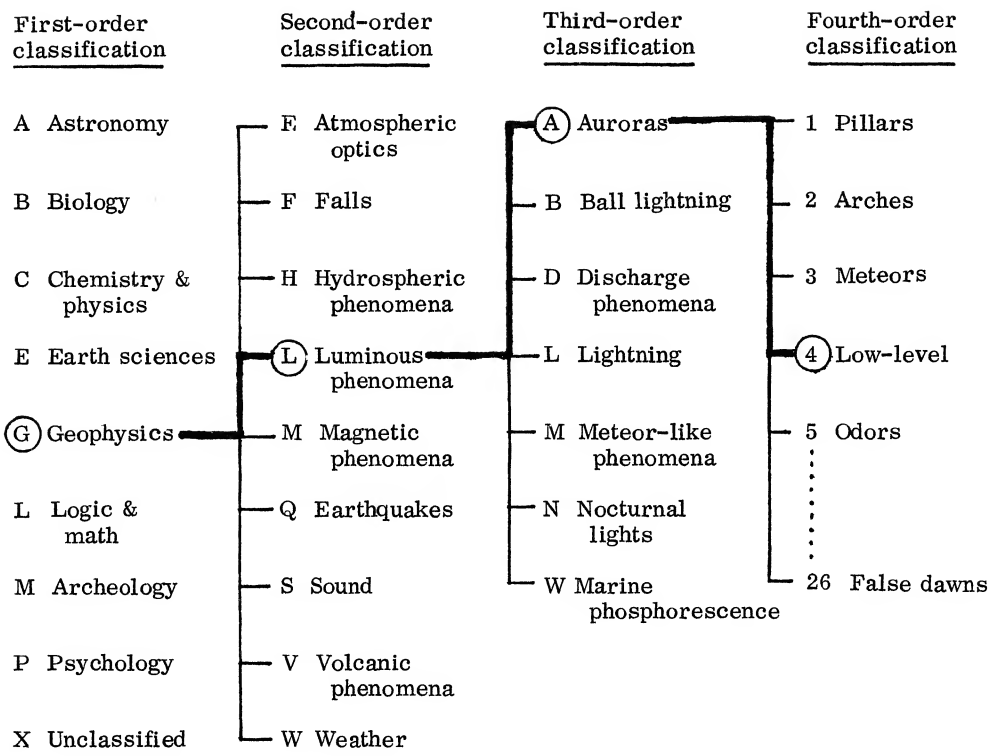 First-order
classification
A Astronomy
B Biology
C Chemistry &
physics
E Earth sciences
G Geophysics
L Logic &
math
M Archeology
P Psychology
X Unclassified
Second-order
classification
E Atmospheric
optics
F Falls
H Hydrospheric
phenomena
L Luminous
phenomena
M Magnetic
phenomena
Q Earthquakes
S Sound
V Volcanic
phenomena
W Weather
Third-order
classification
A Auroras
B Ball lightning
D Discharge
phenomena
L Lightning
M Meteor-like
phenomena
N Nocturnal
lights
W Marine
phosphorescence
Fourth-order
classification
1 Pillars
2 Arches
3 Meteors
4 Low-level
5 Odors
26 False dawns